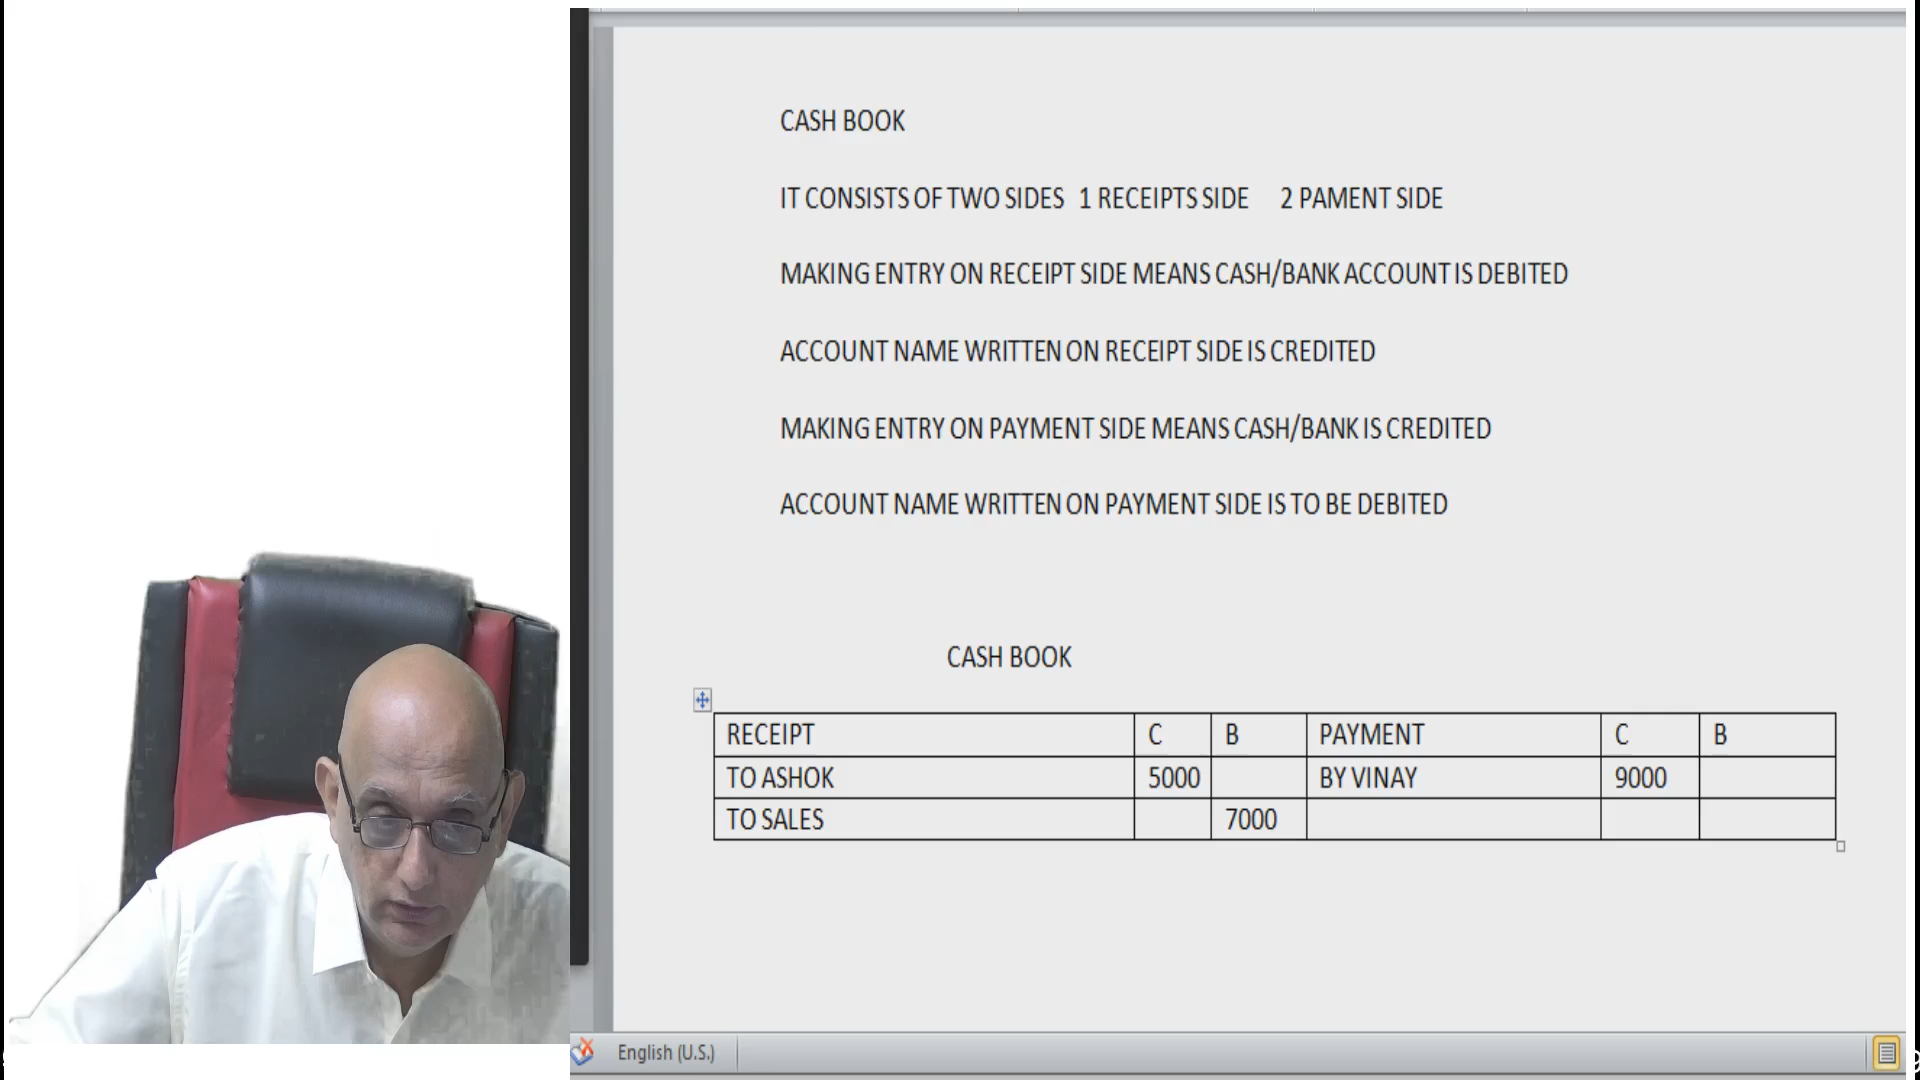 CASH BOOK
IT CONSISTS OF TWO SIDES 1 RECEIPTS SIDE 2 PAMENT SIDE
MAKING ENTRY ON RECEIPT SIDE MEANS CASH/BANK ACCOUNT IS DEBITED
ACCOUNT NAME WRITTEN ON RECEIPT SIDE IS CREDITED
MAKING ENTRY ON PAYMENT SIDE MEANS CASH/BANK IS CREDITED
ACCOUNT NAME WRITTEN ON PAYMENT SIDE IS TO BE DEBITED
CASH BOOK
RECEIPT C B PAYMENT C B
TO ASHOK 5000 BY VINAY 9000
TO SALES 7000
English (U.S.)